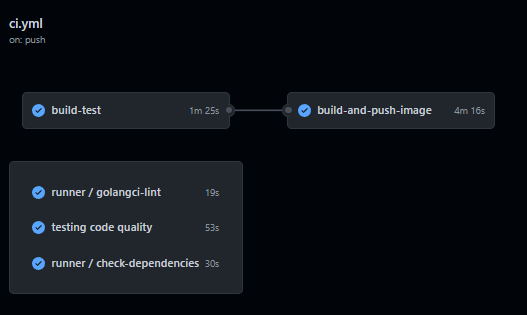 ci.yml
on: push
build-test 1m 25s
build-and-push-image 4m 16s
runner / golangci-lint 19s
testing code quality 53s
runner / check-dependencies 30s